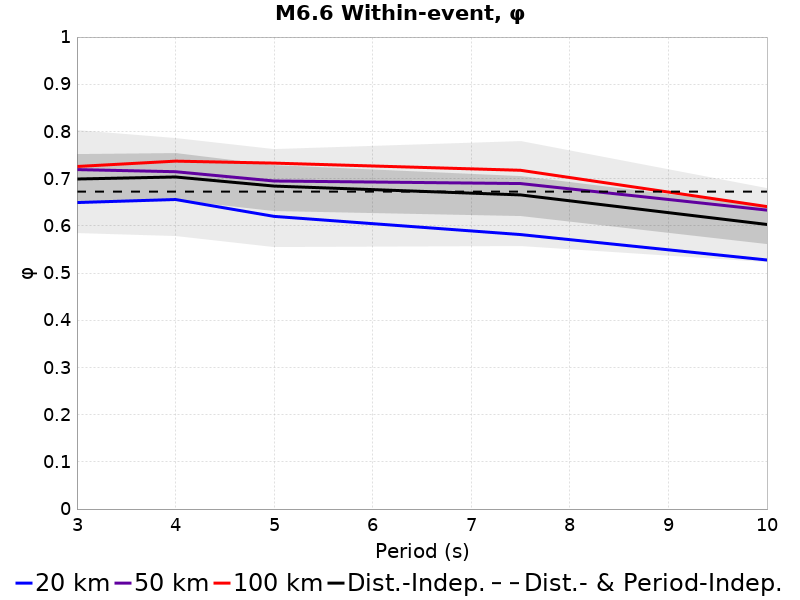 M6.6 Within-event, φ
1
0.9
0.8
0.7
0.6
0.5
0.4
0.3
0.2
0.1
0
φ
3 4 5 6 7 8 9 10
Period (s)
20 km 50 km 100 km Dist.-Indep. Dist.- & Period-Indep.